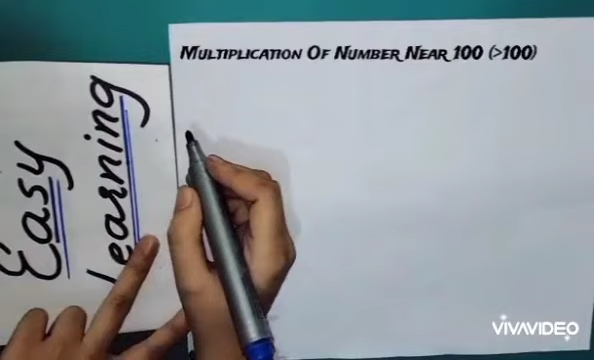 Multiplication Of Number Near 100 (>100)
Easy
Learning
VIVAVIDEO